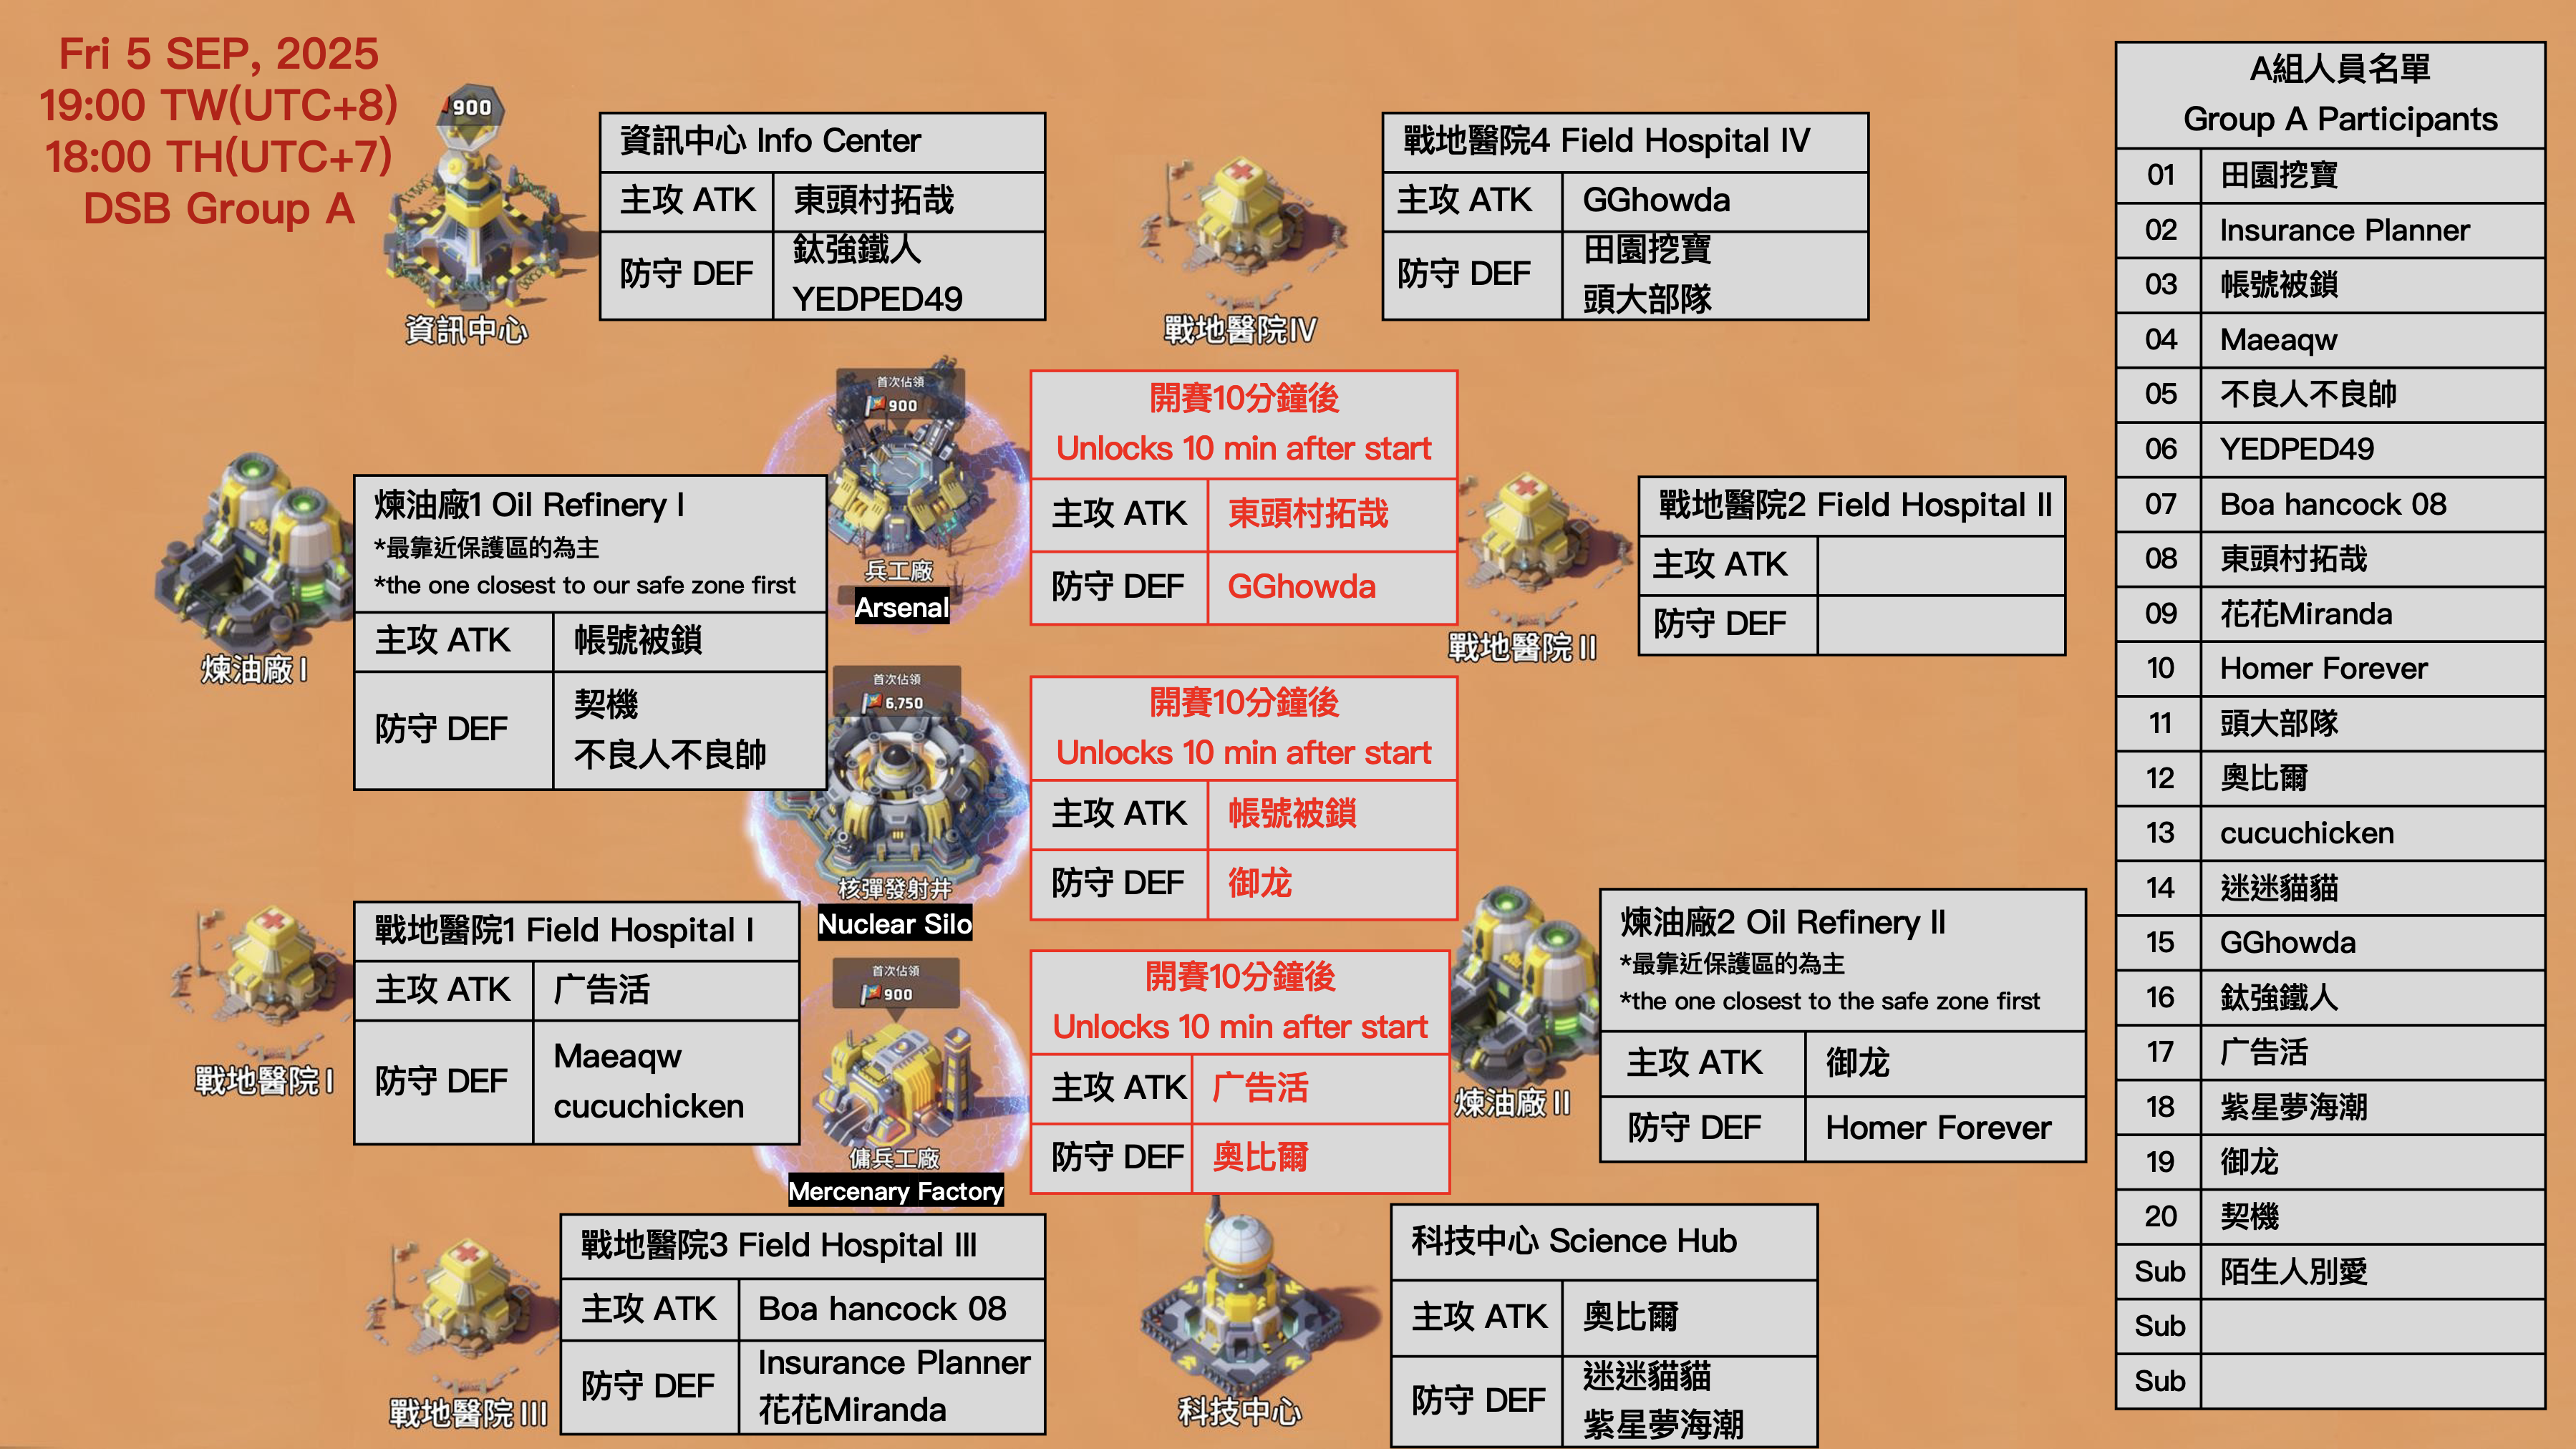 Fri 5 SEP, 2025
19:00 TW(UTC+8)
18:00 TH(UTC+7)
DSB Group A
900
資訊中心
資訊中心 Info Center
主攻 ATK 東頭村拓哉
防守 DEF 鈦強鐵人
YEDPED49
戰地醫院IV
戰地醫院4 Field Hospital IV
主攻 ATK GGhowda
防守 DEF 田園挖寶
頭大部隊
首次佔領
900
兵工廠
Arsenal
開賽10分鐘後
Unlocks 10 min after start
主攻 ATK 東頭村拓哉
防守 DEF GGhowda
煉油廠 I
煉油廠1 Oil Refinery I
*最靠近保護區的為主
*the one closest to our safe zone first
主攻 ATK 帳號被鎖
防守 DEF 契機
不良人不良帥
戰地醫院 II
戰地醫院2 Field Hospital II
主攻 ATK
防守 DEF
首次佔領
6,750
核彈發射井
Nuclear Silo
開賽10分鐘後
Unlocks 10 min after start
主攻 ATK 帳號被鎖
防守 DEF 御龙
戰地醫院 I
戰地醫院1 Field Hospital I
主攻 ATK 广告活
防守 DEF Maeaqw
cucuchicken
首次佔領
900
傭兵工廠
Mercenary Factory
開賽10分鐘後
Unlocks 10 min after start
主攻 ATK 广告活
防守 DEF 奧比爾
煉油廠 II
煉油廠2 Oil Refinery II
*最靠近保護區的為主
*the one closest to the safe zone first
主攻 ATK 御龙
防守 DEF Homer Forever
戰地醫院 III
戰地醫院3 Field Hospital III
主攻 ATK Boa hancock 08
防守 DEF Insurance Planner
花花Miranda
科技中心
科技中心 Science Hub
主攻 ATK 奧比爾
防守 DEF 迷迷貓貓
紫星夢海潮
A組人員名單
Group A Participants
01 田園挖寶
02 Insurance Planner
03 帳號被鎖
04 Maeaqw
05 不良人不良帥
06 YEDPED49
07 Boa hancock 08
08 東頭村拓哉
09 花花Miranda
10 Homer Forever
11 頭大部隊
12 奧比爾
13 cucuchicken
14 迷迷貓貓
15 GGhowda
16 鈦強鐵人
17 广告活
18 紫星夢海潮
19 御龙
20 契機
Sub 陌生人別愛
Sub
Sub